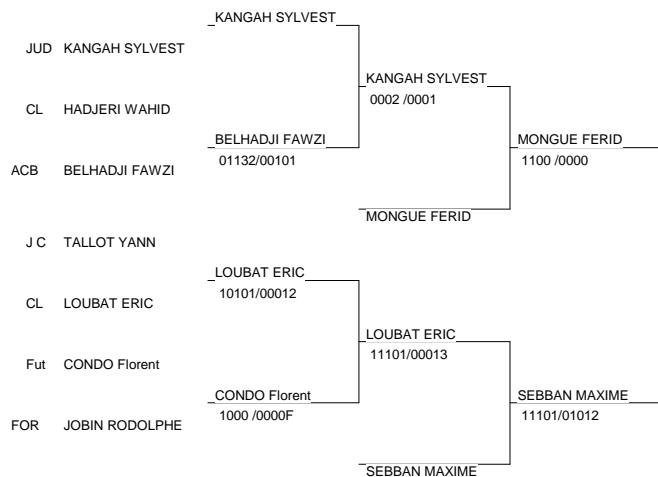 KANGAH SYLVEST
JUD KANGAH SYLVEST
KANGAH SYLVEST
0002 /0001
CL HADJERI WAHID
BELHADJI FAWZI
01132/00101
MONGUE FERID
1100 /0000
ACB BELHADJI FAWZI
MONGUE FERID
J C TALLOT YANN
LOUBAT ERIC
10101/00012
CL LOUBAT ERIC
LOUBAT ERIC
11101/00013
Fut CONDO Florent
CONDO Florent
1000 /0000F
SEBBAN MAXIME
11101/01012
FOR JOBIN RODOLPHE
SEBBAN MAXIME